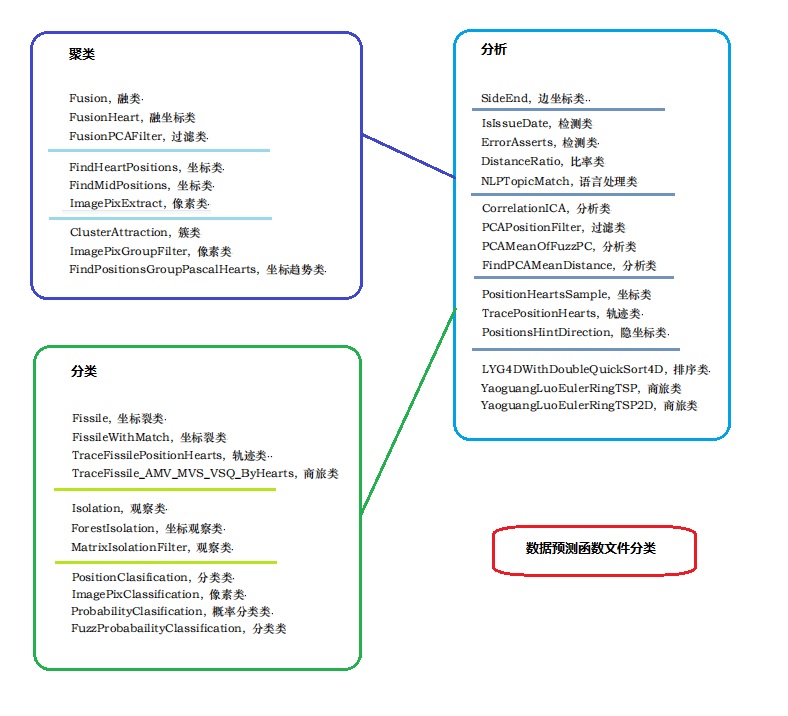 聚类
Fusion, 融类.
FusionHeart, 融坐标类
FusionPCAFilter, 过滤类.
FindHeartPositions, 坐标类.
FindMidPositions, 坐标类.
ImagePixExtract, 像素类.
ClusterAttraction, 簇类
ImagePixGroupFilter, 像素类
FindPositionsGroupPascalHearts, 坐标趋势类.
分类
Fissile, 坐标裂类.
FissileWithMatch, 坐标裂类
TraceFissilePositionHearts, 轨迹类..
TraceFissile_AMV_MVS_VSQ_ByHearts, 商旅类
Isolation, 观察类.
ForestIsolation, 坐标观察类.
MatrixIsolationFilter, 观察类.
PositionClasification, 分类类.
ImagePixClassification, 像素类.
ProbabilityClasification, 概率分类类.
FuzzProbabailityClassification, 分类类
分析
SideEnd, 边坐标类..
IsIssueDate, 检测类
ErrorAsserts, 检测类.
DistanceRatio, 比率类
NLPTopicMatch, 语言处理类
CorrelationICA, 分析类
PCAPositionFilter, 过滤类
PCAMeanOfFuzzPC, 分析类
FindPCAMeanDistance, 分析类
PositionHeartsSample, 坐标类
TracePositionHearts, 轨迹类.
PositionsHintDirection, 隐坐标类.
LYG4DWithDoubleQuickSort4D, 排序类.
YaoguangLuoEulerRingTSP, 商旅类
YaoguangLuoEulerRingTSP2D, 商旅类
数据预测函数文件分类